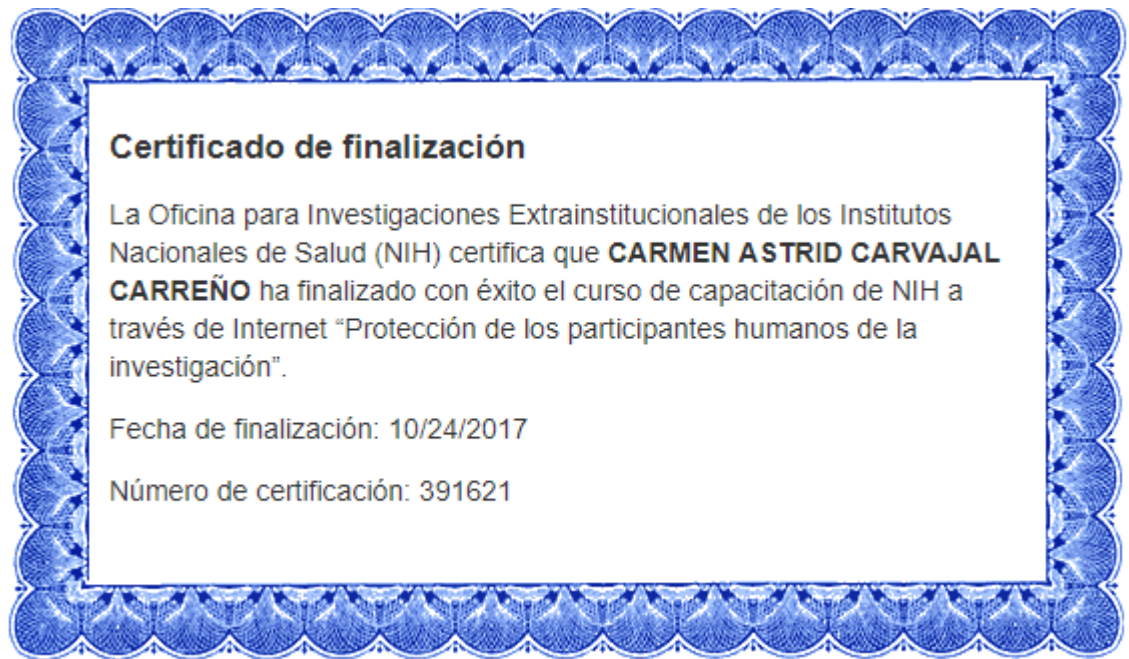 Certificado de finalización
La Oficina para Investigaciones Extrainstitucionales de los Institutos
Nacionales de Salud (NIH) certifica que CARMEN ASTRID CARVAJAL
CARREÑO ha finalizado con éxito el curso de capacitación de NIH a
través de Internet “Protección de los participantes humanos de la
investigación”.
Fecha de finalización: 10/24/2017
Número de certificación: 391621